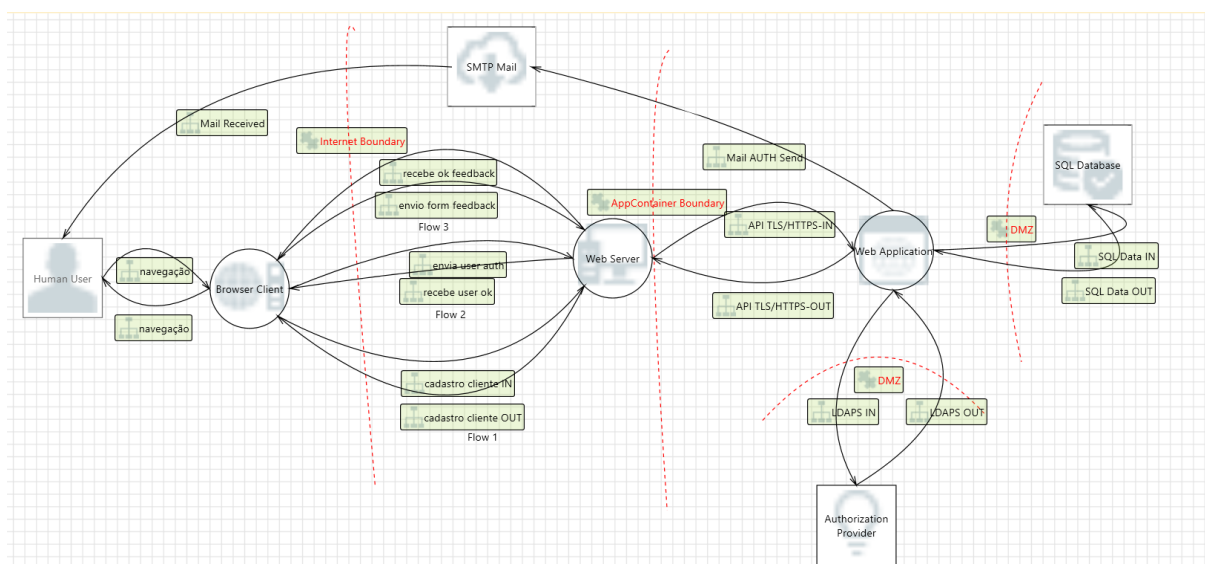 SMTP Mail
Mail Received
Internet Boundary
recebe ok feedback
envio form feedback
Flow 3
AppContainer Boundary
Mail AUTH Send
SQL Database
API TLS/HTTPS-IN
DMZ
Human User
navegação
navegação
Browser Client
envia user auth
recebe user ok
Flow 2
Web Server
Web Application
SQL Data IN
SQL Data OUT
API TLS/HTTPS-OUT
cadastro cliente IN
cadastro cliente OUT
Flow 1
DMZ
LDAPS IN
LDAPS OUT
Authorization
Provider